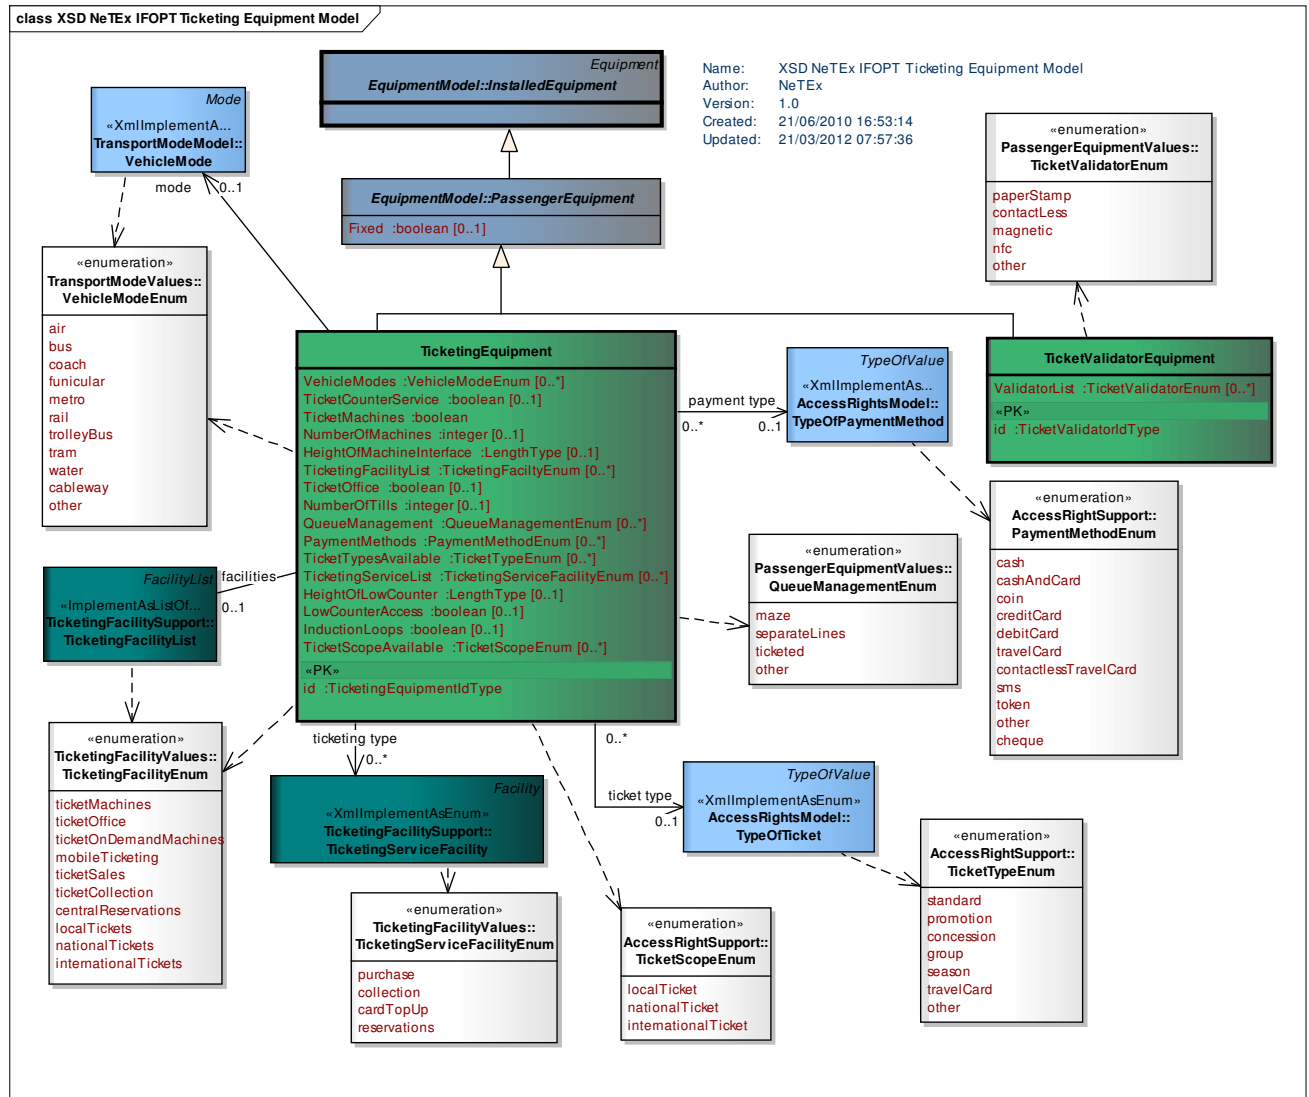 class XSD NeTEx IFOPT Ticketing Equipment Model
Equipment
EquipmentModel::InstalledEquipment
Name: XSD NeTEx IFOPT Ticketing Equipment Model
Author: NeTEx
Version: 1.0
Created: 21/06/2010 16:53:14
Updated: 21/03/2012 07:57:36
Mode
«XmlImplementA...
TransportModeModel::
VehicleMode
mode
0..1
EquipmentModel::PassengerEquipment
Fixed :boolean [0..1]
«enumeration»
PassengerEquipmentValues::
TicketValidatorEnum
paperStamp
contactLess
magnetic
nfc
other
«enumeration»
TransportModeValues::
VehicleModeEnum
air
bus
coach
funicular
metro
rail
trolleyBus
tram
water
cableway
other
TicketingEquipment
VehicleModes :VehicleModeEnum [0..*]
TicketCounterService :boolean [0..1]
TicketMachines :boolean
NumberOfMachines :integer [0..1]
HeightOfMachineInterface :LengthType [0..1]
TicketingFacilityList :TicketingFaciltyEnum [0..*]
TicketOffice :boolean [0..1]
NumberOfTills :integer [0..1]
QueueManagement :QueueManagementEnum [0..*]
PaymentMethods :PaymentMethodEnum [0..*]
TicketTypesAvailable :TicketTypeEnum [0..*]
TicketingServiceList :TicketingServiceFacilityEnum [0..*]
HeightOfLowCounter :LengthType [0..1]
LowCounterAccess :boolean [0..1]
InductionLoops :boolean [0..1]
TicketScopeAvailable :TicketScopeEnum [0..*]
«PK»
id :TicketingEquipmentIdType
payment type
0..*
0..1
TypeOfValue
«XmlImplementAs...
AccessRightsModel::
TypeOfPaymentMethod
TicketValidatorEquipment
ValidatorList :TicketValidatorEnum [0..*]
«PK»
id :TicketValidatorIdType
«enumeration»
AccessRightSupport::
PaymentMethodEnum
cash
cashAndCard
coin
creditCard
debitCard
travelCard
contactlessTravelCard
sms
token
other
cheque
«enumeration»
PassengerEquipmentValues::
QueueManagementEnum
maze
separateLines
ticketed
other
FacilityList
«ImplementAsListOf...
TicketingFacilitySupport::
TicketingFacilityList
facilities
0..1
«enumeration»
TicketingFacilityValues::
TicketingFacilityEnum
ticketMachines
ticketOffice
ticketOnDemandMachines
mobileTicketing
ticketSales
ticketCollection
centralReservations
localTickets
nationalTickets
internationalTickets
ticketing type
0..*
Facility
«XmlImplementAsEnum»
TicketingFacilitySupport::
TicketingServiceFacility
«enumeration»
TicketingFacilityValues::
TicketingServiceFacilityEnum
purchase
collection
cardTopUp
reservations
0..*
ticket type
0..1
TypeOfValue
«XmlImplementAsEnum»
AccessRightsModel::
TypeOfTicket
«enumeration»
AccessRightSupport::
TicketScopeEnum
localTicket
nationalTicket
internationalTicket
«enumeration»
AccessRightSupport::
TicketTypeEnum
standard
promotion
concession
group
season
travelCard
other